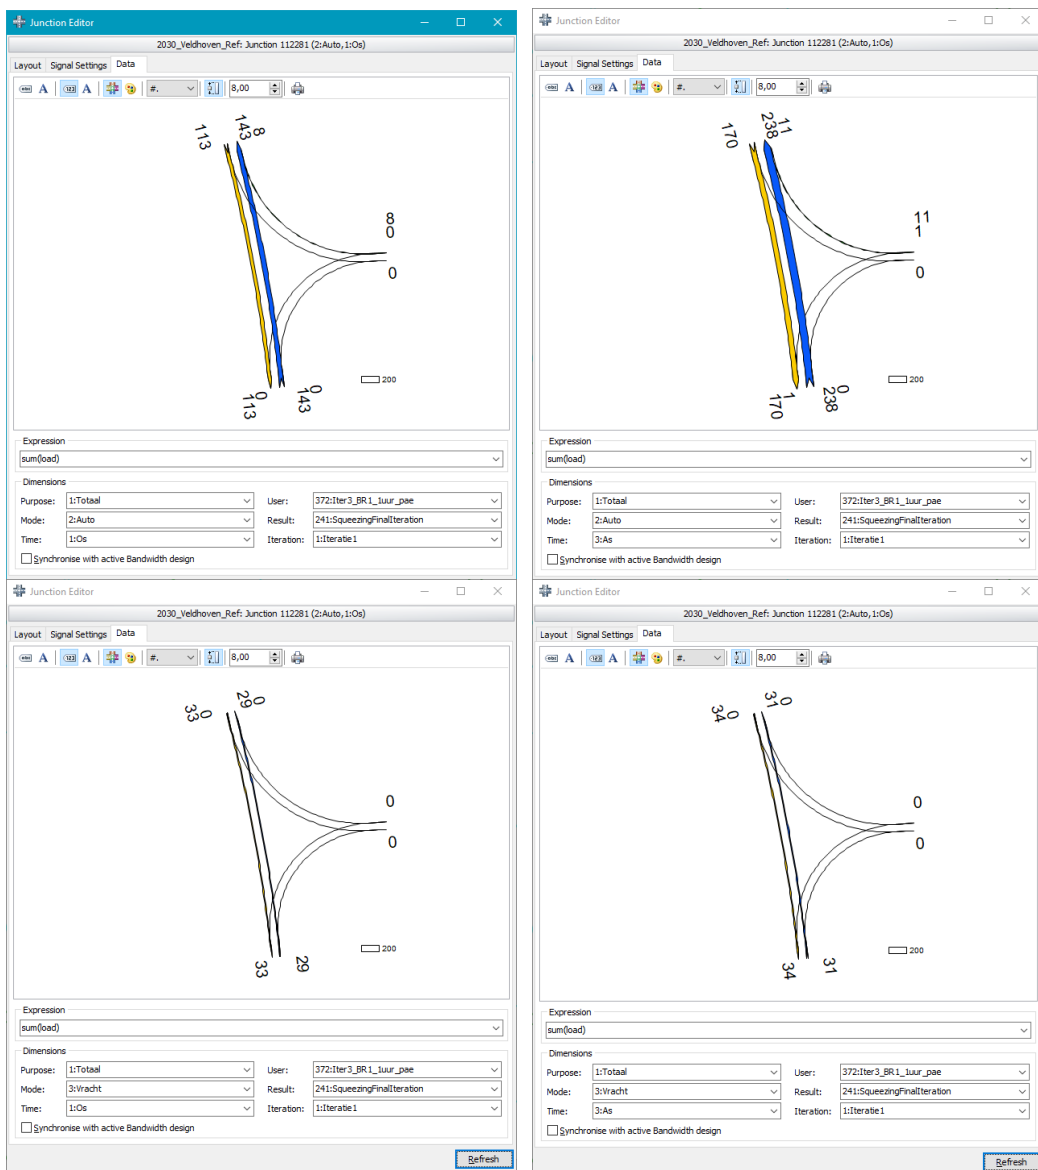 Junction Editor
2030_Veldhoven_Ref: Junction 112281 (2:Auto,1:Os)
Layout Signal Settings Data
abc A 123 A #. 8,00
113 143 8
8
0
0
113 0 143 0
200
Expression
sum(load)
Dimensions
Purpose: 1:Totaal User: 372:Iter3_BR1_1uur_pae
Mode: 2:Auto Result: 241:SqueezingFinalIteration
Time: 1:Os Iteration: 1:Iteratie1
Synchronise with active Bandwidth design
Junction Editor
2030_Veldhoven_Ref: Junction 112281 (2:Auto,1:Os)
Layout Signal Settings Data
abc A 123 A #. 8,00
170 238 11
11
1
0
170 1 238 0
200
Expression
sum(load)
Dimensions
Purpose: 1:Totaal User: 372:Iter3_BR1_1uur_pae
Mode: 2:Auto Result: 241:SqueezingFinalIteration
Time: 3:As Iteration: 1:Iteratie1
Synchronise with active Bandwidth design
Junction Editor
2030_Veldhoven_Ref: Junction 112281 (2:Auto,1:Os)
Layout Signal Settings Data
abc A 123 A #. 8,00
33 0 29 0
0
0
33 29
200
Expression
sum(load)
Dimensions
Purpose: 1:Totaal User: 372:Iter3_BR1_1uur_pae
Mode: 3:Vracht Result: 241:SqueezingFinalIteration
Time: 1:Os Iteration: 1:Iteratie1
Synchronise with active Bandwidth design
Refresh
Junction Editor
2030_Veldhoven_Ref: Junction 112281 (2:Auto,1:Os)
Layout Signal Settings Data
abc A 123 A #. 8,00
34 0 31 0
0
0
34 31
200
Expression
sum(load)
Dimensions
Purpose: 1:Totaal User: 372:Iter3_BR1_1uur_pae
Mode: 3:Vracht Result: 241:SqueezingFinalIteration
Time: 3:As Iteration: 1:Iteratie1
Synchronise with active Bandwidth design
Refresh